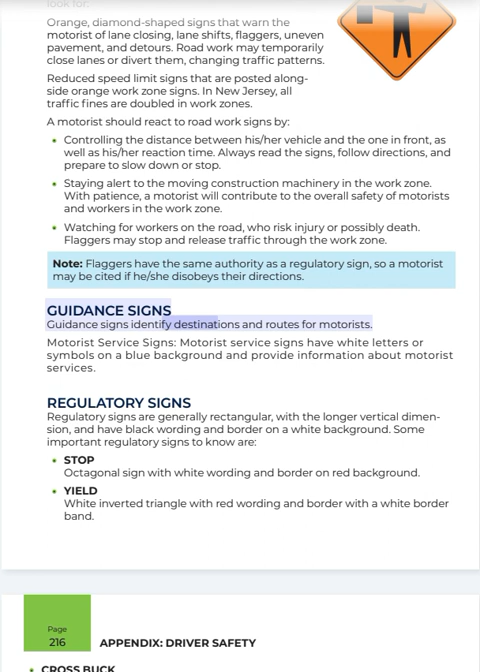 look for:
Orange, diamond-shaped signs that warn the
motorist of lane closing, lane shifts, flaggers, uneven
pavement, and detours. Road work may temporarily
close lanes or divert them, changing traffic patterns.
Reduced speed limit signs that are posted along-
side orange work zone signs. In New Jersey, all
traffic fines are doubled in work zones.
A motorist should react to road work signs by:
• Controlling the distance between his/her vehicle and the one in front, as
well as his/her reaction time. Always read the signs, follow directions, and
prepare to slow down or stop.
• Staying alert to the moving construction machinery in the work zone.
With patience, a motorist will contribute to the overall safety of motorists
and workers in the work zone.
• Watching for workers on the road, who risk injury or possibly death.
Flaggers may stop and release traffic through the work zone.
Note: Flaggers have the same authority as a regulatory sign, so a motorist
may be cited if he/she disobeys their directions.
GUIDANCE SIGNS
Guidance signs identify destinations and routes for motorists.
Motorist Service Signs: Motorist service signs have white letters or
symbols on a blue background and provide information about motorist
services.
REGULATORY SIGNS
Regulatory signs are generally rectangular, with the longer vertical dimen-
sion, and have black wording and border on a white background. Some
important regulatory signs to know are:
• STOP
Octagonal sign with white wording and border on red background.
• YIELD
White inverted triangle with red wording and border with a white border
band.
Page
216
APPENDIX: DRIVER SAFETY
• CROSS BUCK